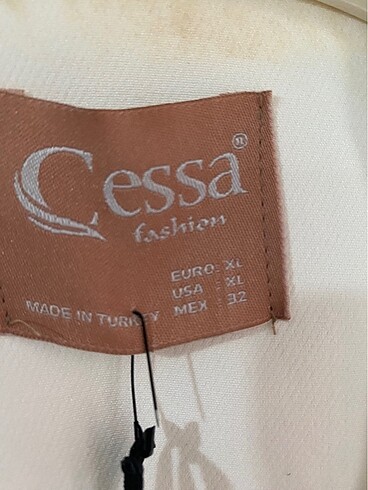 Cessa®
fashion
EURO: XL
USA : XL
MEX : 32
MADE IN TURKEY